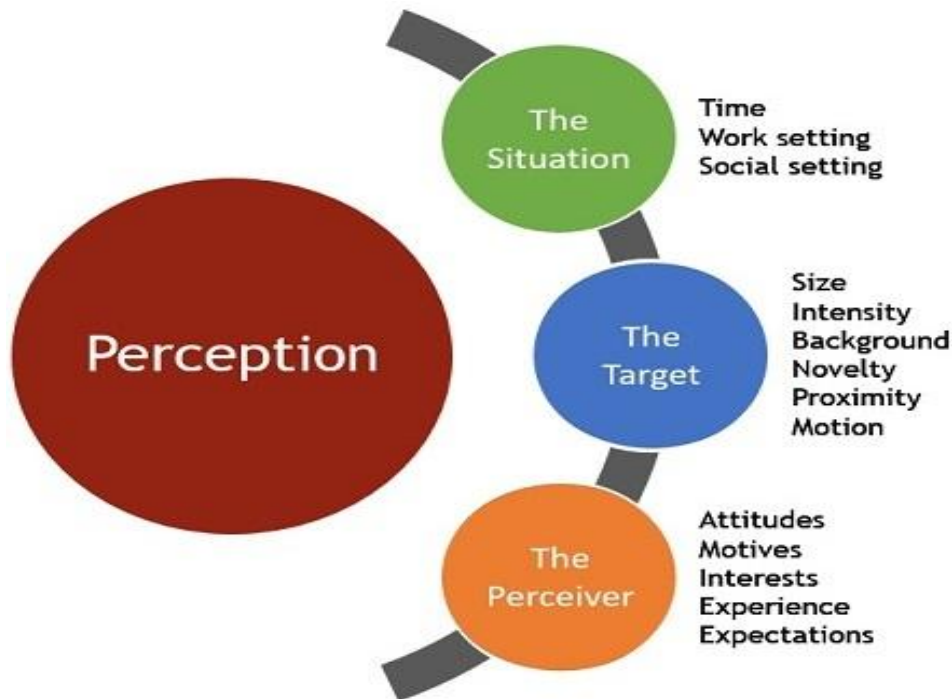 Perception
The
Situation
Time
Work setting
Social setting
The
Target
Size
Intensity
Background
Novelty
Proximity
Motion
The
Perceiver
Attitudes
Motives
Interests
Experience
Expectations